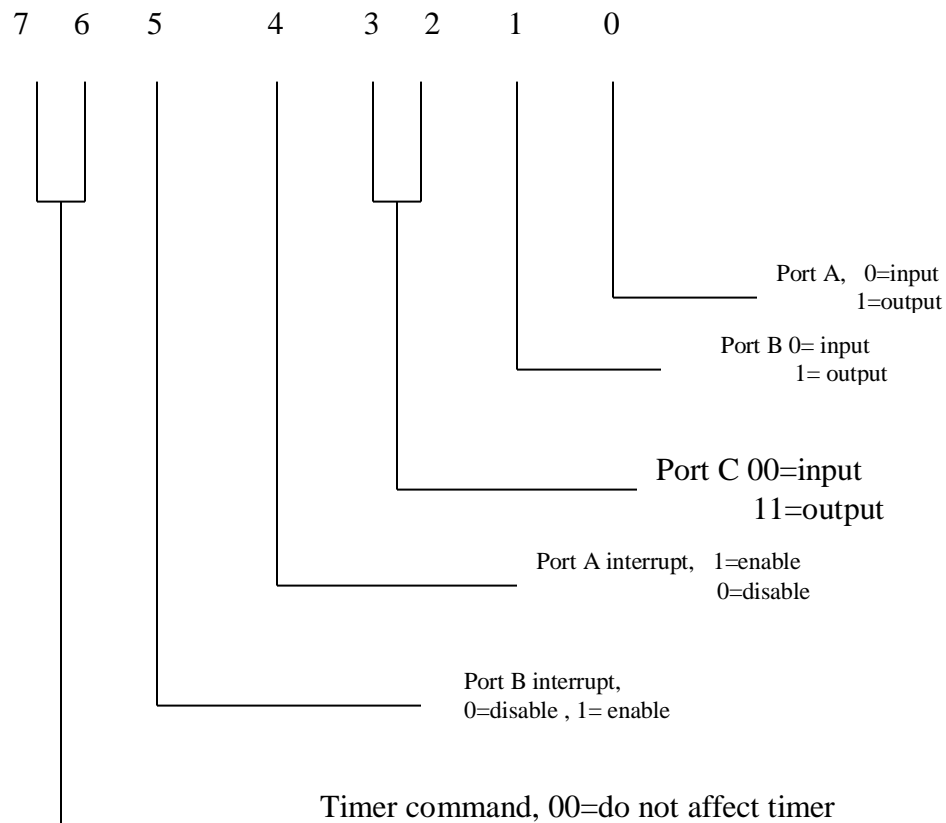 7 6 5 4 3 2 1 0
Port A, 0=input
1=output
Port B 0= input
1= output
Port C 00=input
11=output
Port A interrupt, 1=enable
0=disable
Port B interrupt,
0=disable , 1= enable
Timer command, 00=do not affect timer